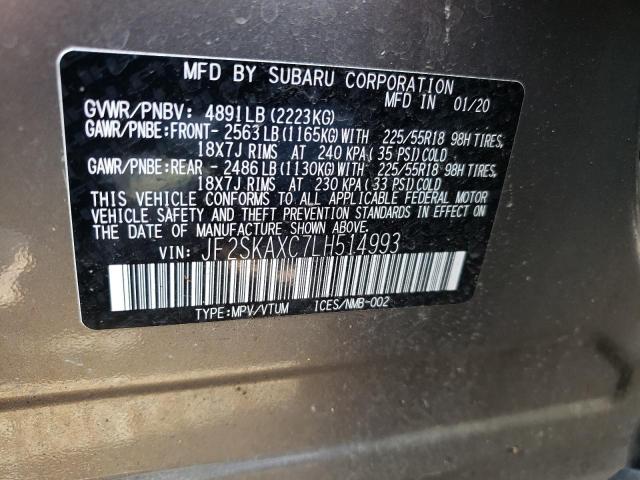 MFD BY SUBARU CORPORATION
MFD IN 01/20
GVWR/PNBV: 4891LB(2223KG)
GAWR/PNBE:FRONT- 2563LB(1165KG)WITH 225/55R18 98H TIRES,
18X7J RIMS AT 240 KPA( 35 PSI)COLD
GAWR/PNBE:REAR - 2486LB(1130KG)WITH 225/55R18 98H TIRES,
18X7J RIMS AT 230 KPA( 33 PSI)COLD
THIS VEHICLE CONFORMS TO ALL APPLICABLE FEDERAL MOTOR
VEHICLE SAFETY AND THEFT PREVENTION STANDARDS IN EFFECT ON
THE DATE OF MANUFACTURE SHOWN ABOVE.
VIN: JF2SKAXC7LH514993
TYPE:MPV/VTUM ICES/NMB-002